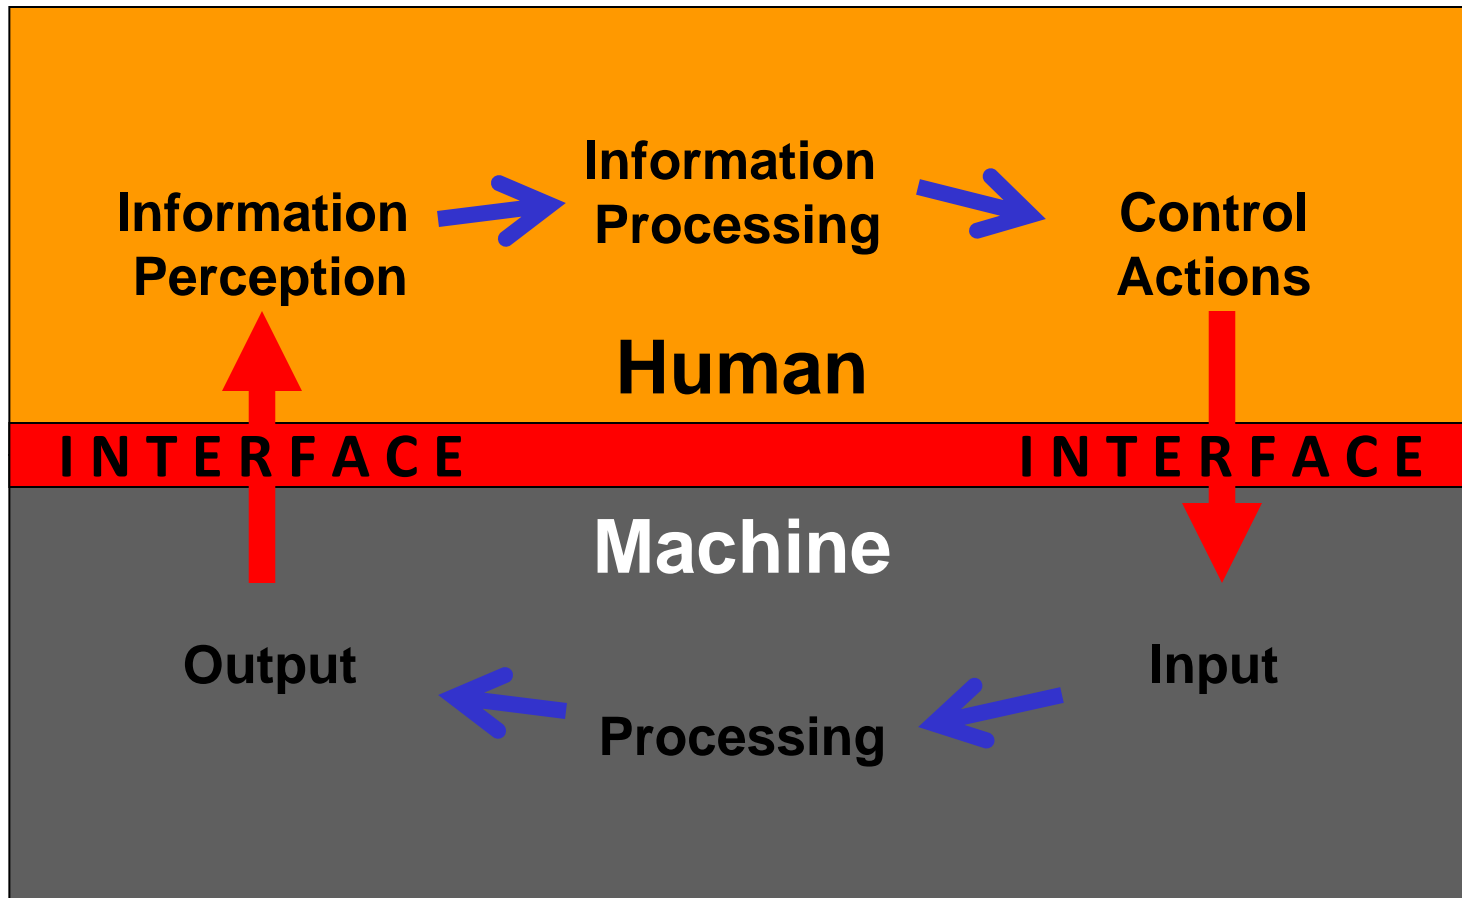 Information
Processing
Information
Perception
Control
Actions
Human
INTERFACE
INTERFACE
Machine
Output
Input
Processing